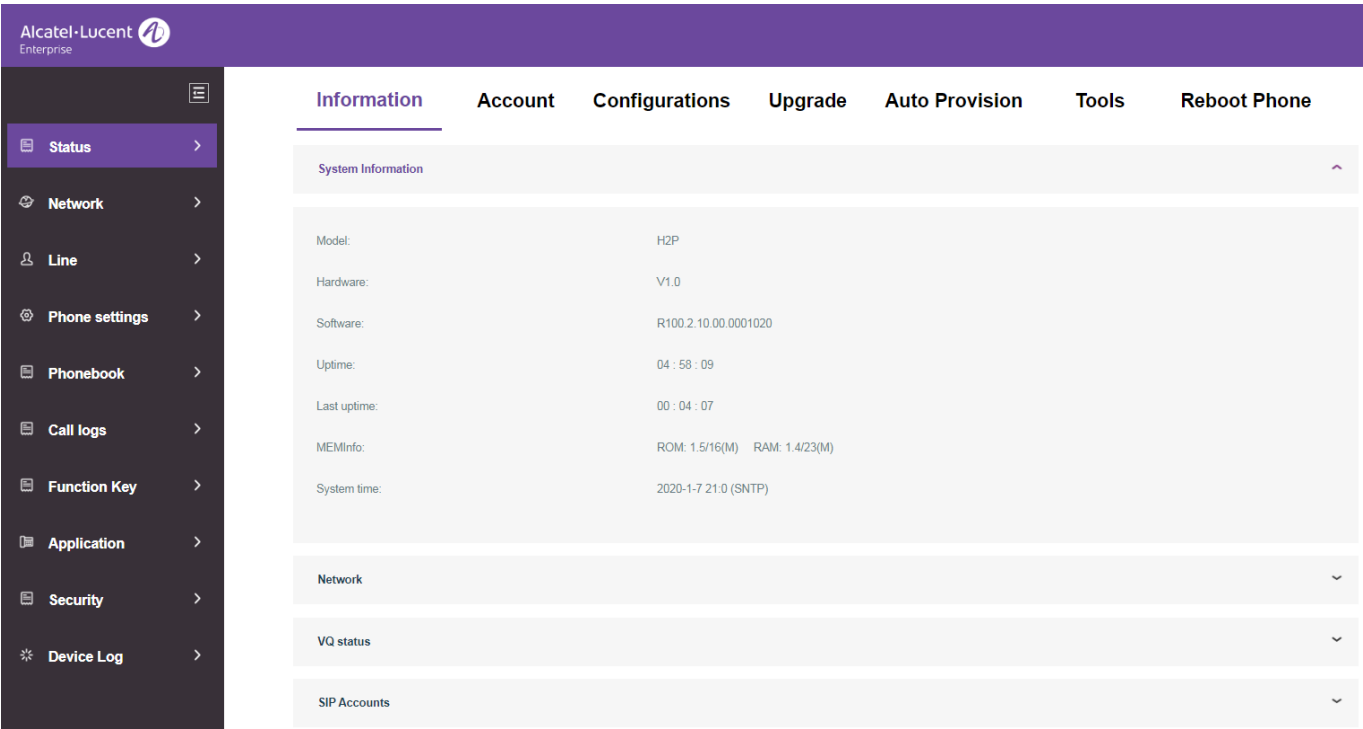 Alcatel·Lucent
Enterprise
Information Account Configurations Upgrade Auto Provision Tools Reboot Phone
Status
Network
Line
Phone settings
Phonebook
Call logs
Function Key
Application
Security
Device Log
System Information
Model: H2P
Hardware: V1.0
Software: R100.2.10.00.0001020
Uptime: 04 : 58 : 09
Last uptime: 00 : 04 : 07
MEMInfo: ROM: 1.5/16(M) RAM: 1.4/23(M)
System time: 2020-1-7 21:0 (SNTP)
Network
VQ status
SIP Accounts